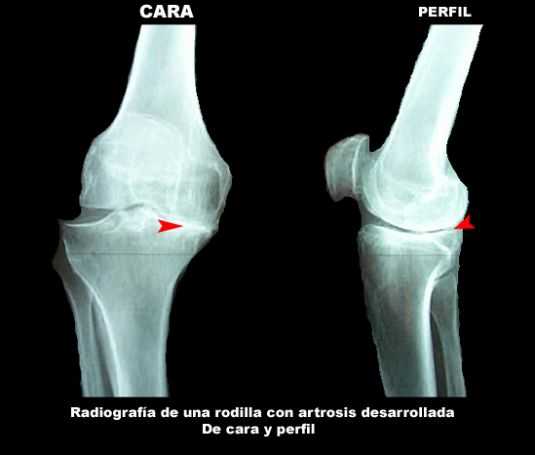 CARA
PERFIL
Radiografía de una rodilla con artrosis desarrollada
De cara y perfil